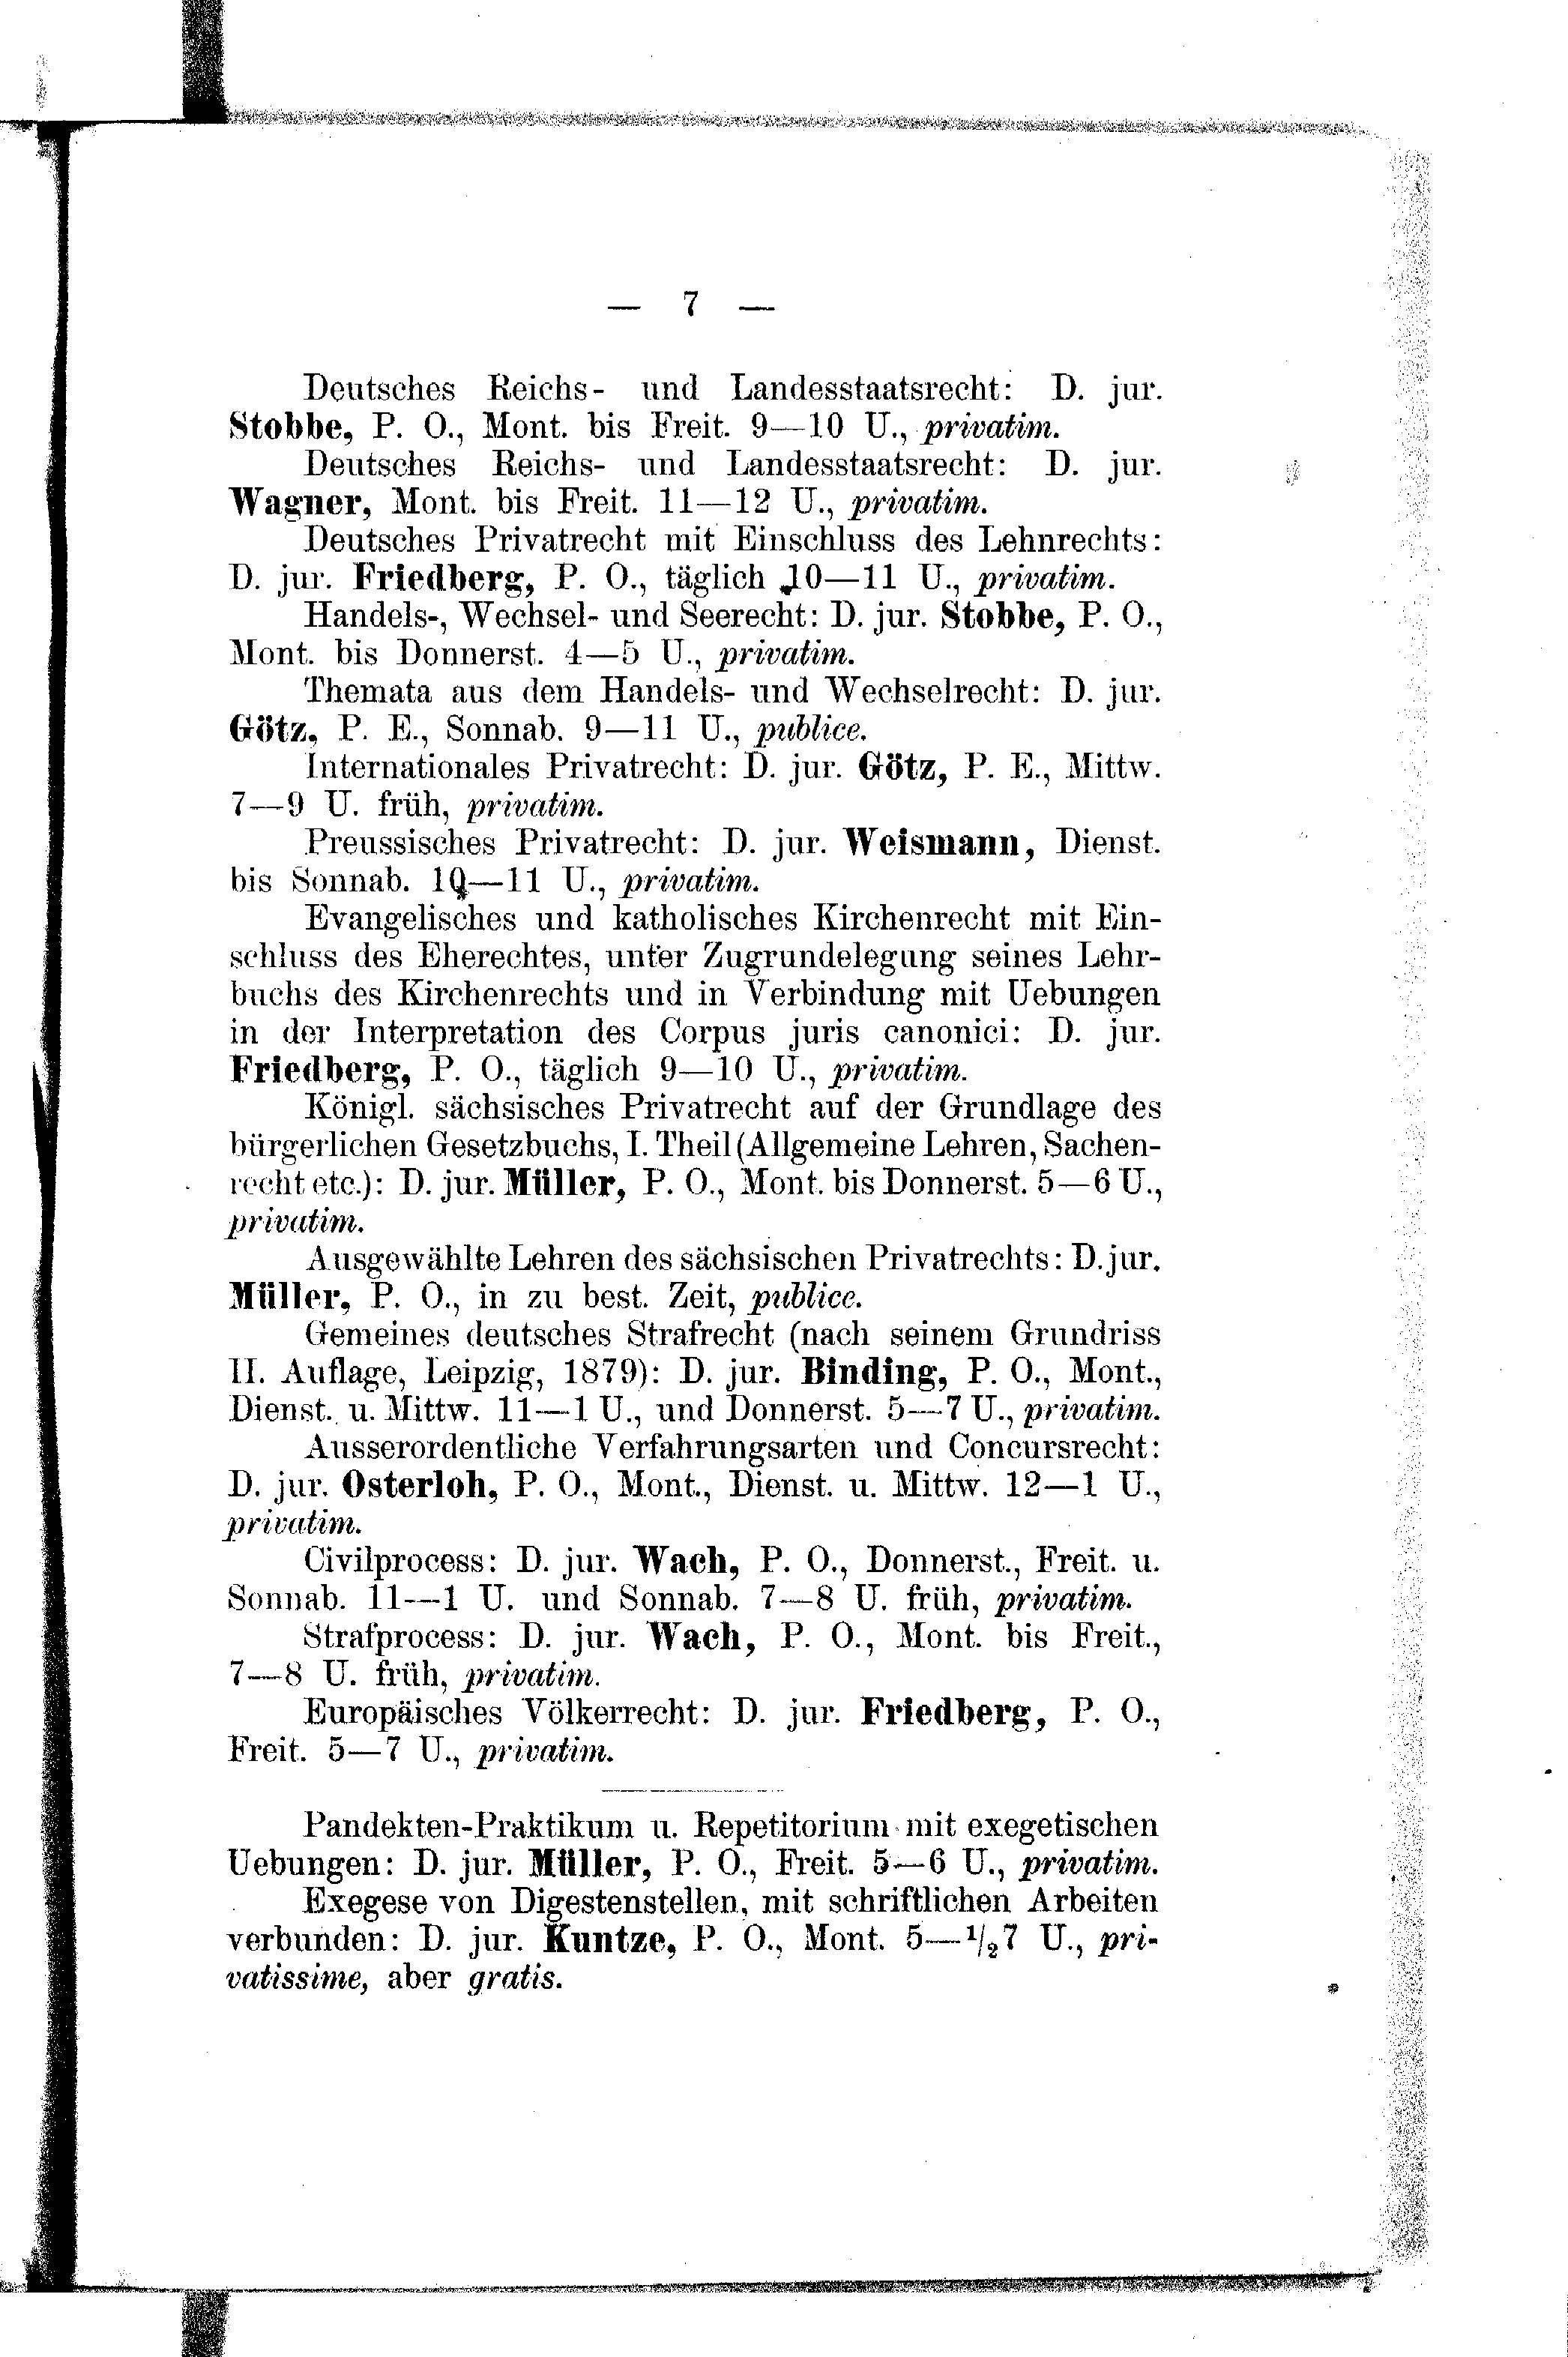 — 7 —
Deutsches Reichs- und Landesstaatsrecht: D. jur.
Stobbe, P. O., Mont. bis Freit. 9—10 U., privatim.
Deutsches Reichs- und Landesstaatsrecht: D. jur.
Wagner, Mont. bis Freit. 11—12 U., privatim.
Deutsches Privatrecht mit Einschluss des Lehnrechts:
D. jur. Friedberg, P. O., täglich 10—11 U., privatim.
Handels-, Wechsel- und Seerecht: D. jur. Stobbe, P. O.,
Mont. bis Donnerst. 4—5 U., privatim.
Themata aus dem Handels- und Wechselrecht: D. jur.
Götz, P. E., Sonnab. 9—11 U., publice.
Internationales Privatrecht: D. jur. Götz, P. E., Mittw.
7—9 U. früh, privatim.
Preussisches Privatrecht: D. jur. Weismann, Dienst.
bis Sonnab. 10—11 U., privatim.
Evangelisches und katholisches Kirchenrecht mit Ein-
schluss des Eherechtes, unter Zugrundelegung seines Lehr-
buchs des Kirchenrechts und in Verbindung mit Uebungen
in der Interpretation des Corpus juris canonici: D. jur.
Friedberg, P. O., täglich 9—10 U., privatim.
Königl. sächsisches Privatrecht auf der Grundlage des
bürgerlichen Gesetzbuchs, I. Theil (Allgemeine Lehren, Sachen-
recht etc.): D. jur. Müller, P. O., Mont. bis Donnerst. 5—6 U.,
privatim.
Ausgewählte Lehren des sächsischen Privatrechts: D. jur.
Müller, P. O., in zu best. Zeit, publice.
Gemeines deutsches Strafrecht (nach seinem Grundriss
II. Auflage, Leipzig, 1879): D. jur. Binding, P. O., Mont.,
Dienst. u. Mittw. 11—1 U., und Donnerst. 5—7 U., privatim.
Ausserordentliche Verfahrungsarten und Concursrecht:
D. jur. Osterloh, P. O., Mont., Dienst. u. Mittw. 12—1 U.,
privatim.
Civilprocess: D. jur. Wach, P. O., Donnerst., Freit. u.
Sonnab. 11—1 U. und Sonnab. 7—8 U. früh, privatim.
Strafprocess: D. jur. Wach, P. O., Mont. bis Freit.,
7—8 U. früh, privatim.
Europäisches Völkerrecht: D. jur. Friedberg, P. O.,
Freit. 5—7 U., privatim.
Pandekten-Praktikum u. Repetitorium mit exegetischen
Uebungen: D. jur. Müller, P. O., Freit. 5—6 U., privatim.
Exegese von Digestenstellen, mit schriftlichen Arbeiten
verbunden: D. jur. Kuntze, P. O., Mont. 5—1/27 U., pri-
vatissime, aber gratis.